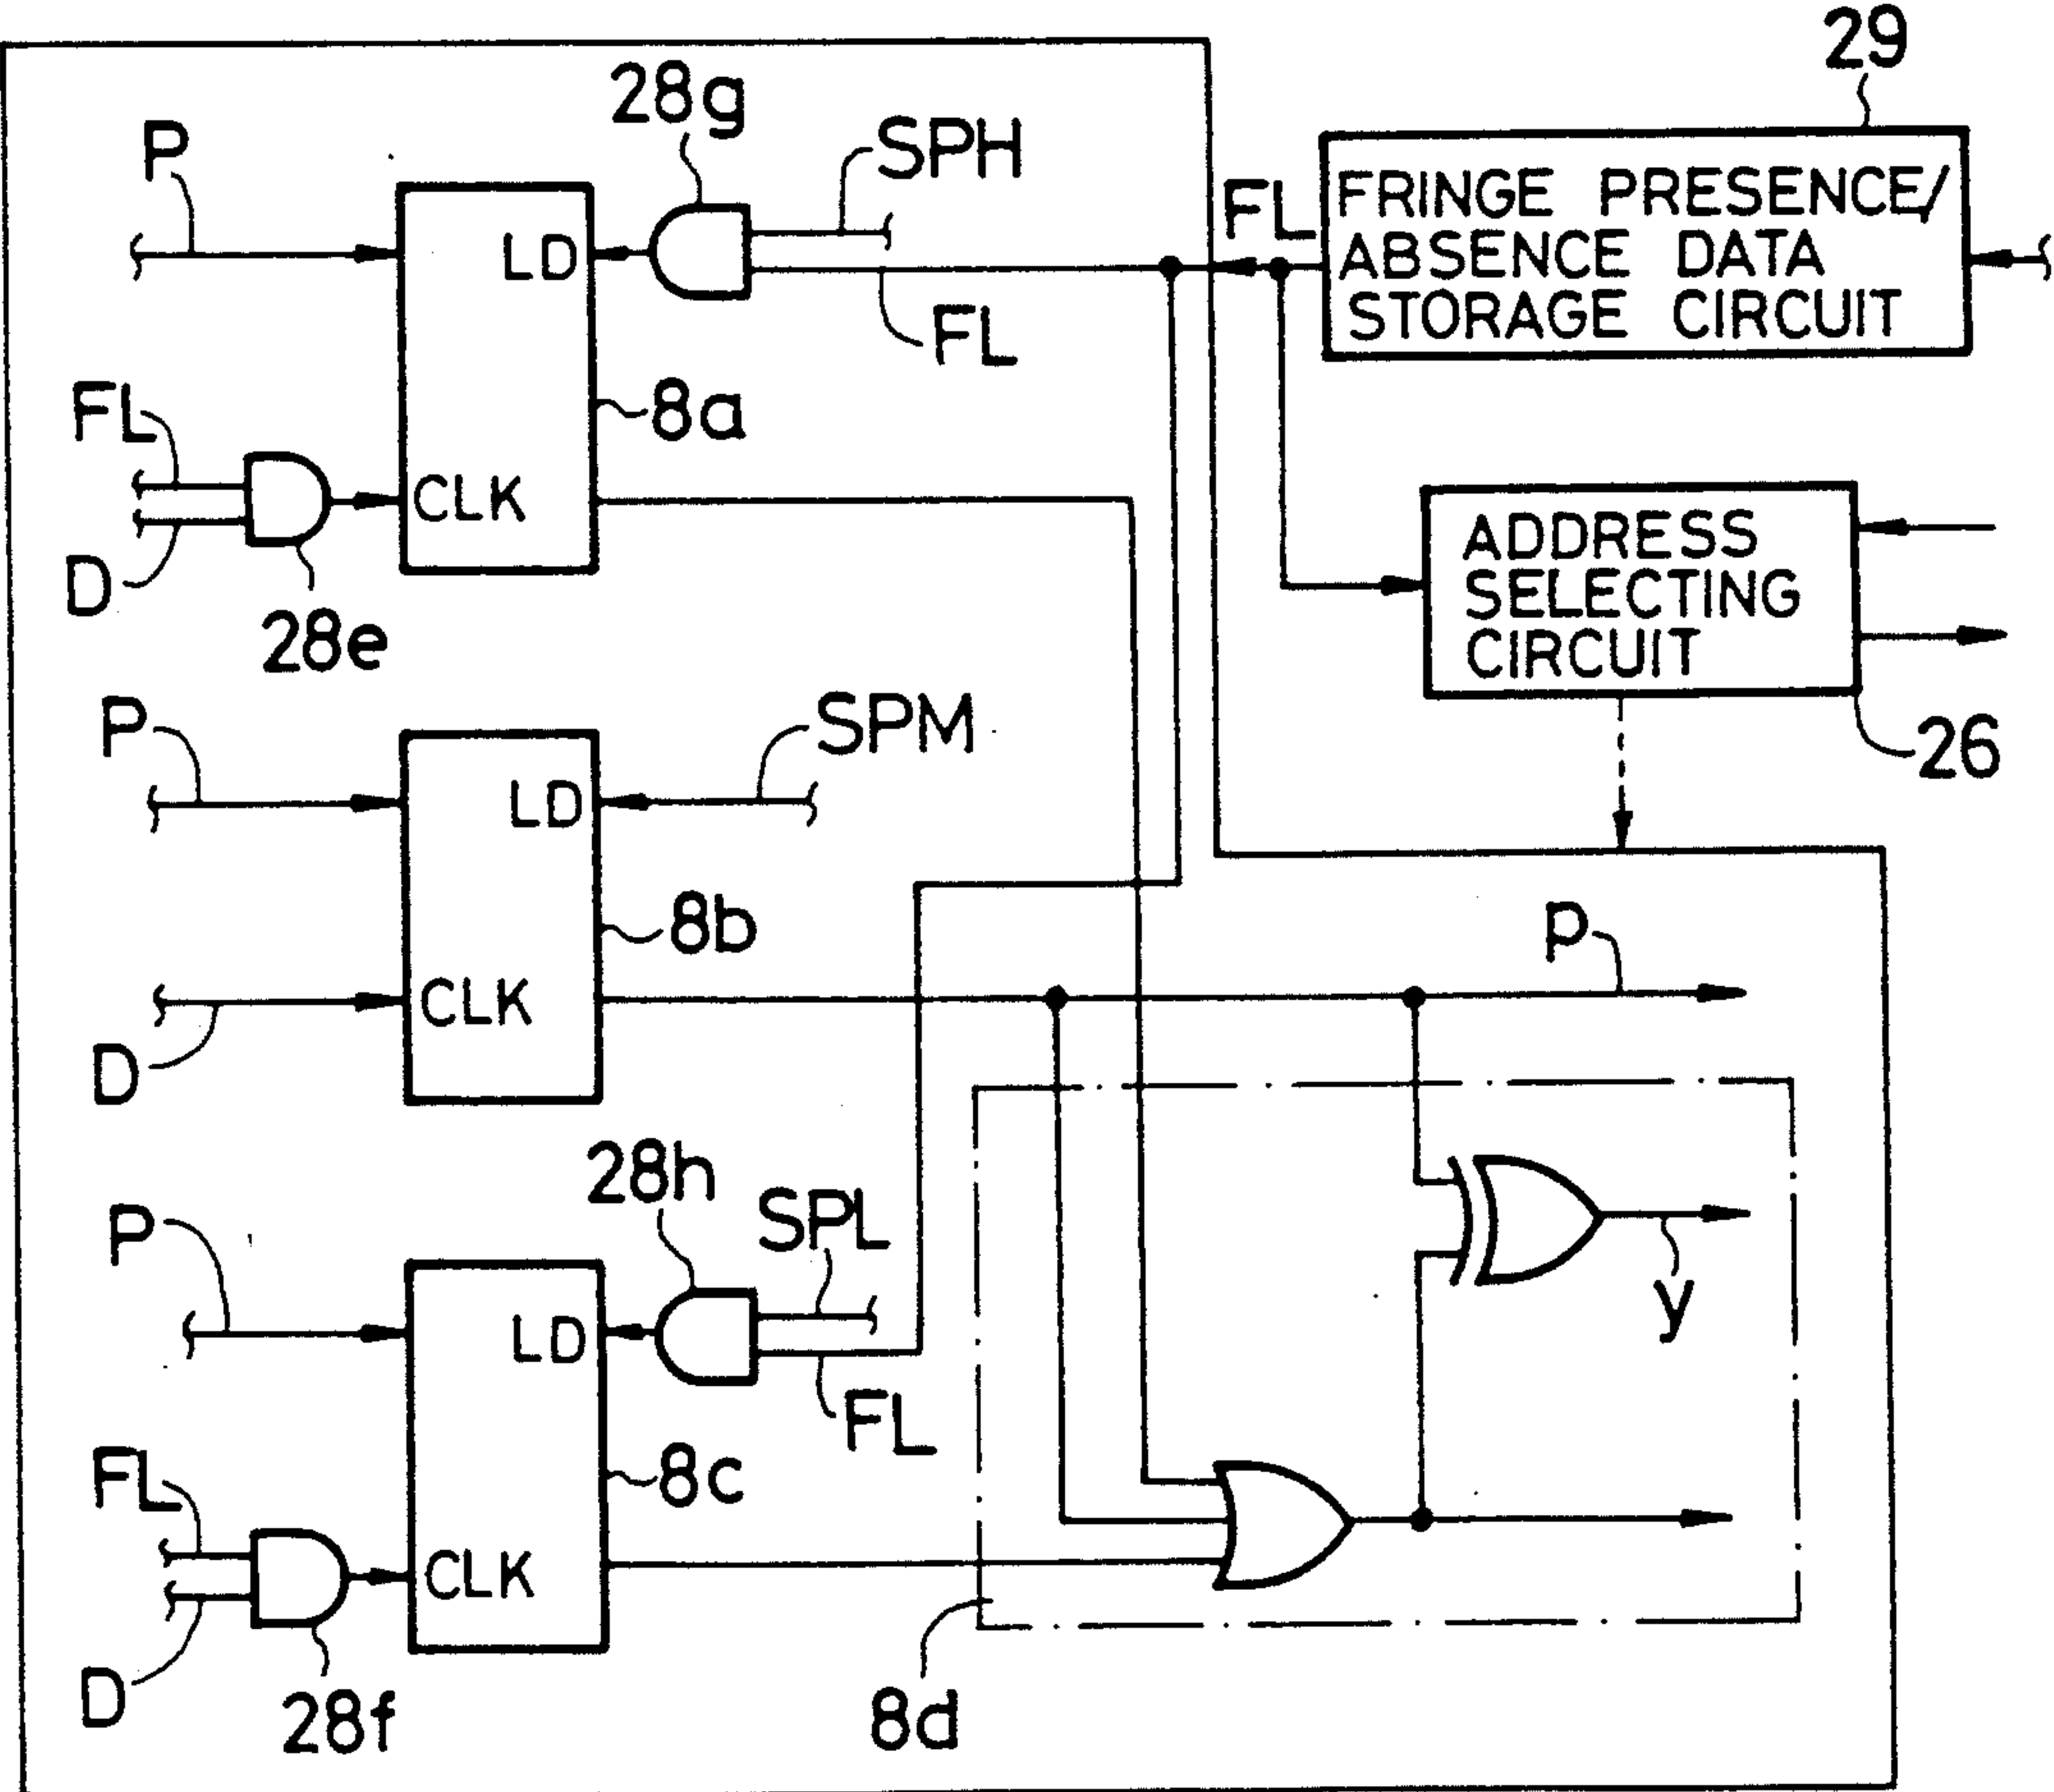 29
28g
P
SPH
FL
FRINGE PRESENCE/
ABSENCE DATA
STORAGE CIRCUIT
LD
FL
8a
FL
CLK
D
28e
ADDRESS
SELECTING
CIRCUIT
26
P
SPM
LD
8b
p
CLK
D
28h
P
SPL
LD
y
FL
8c
FL
CLK
D
28f
8d